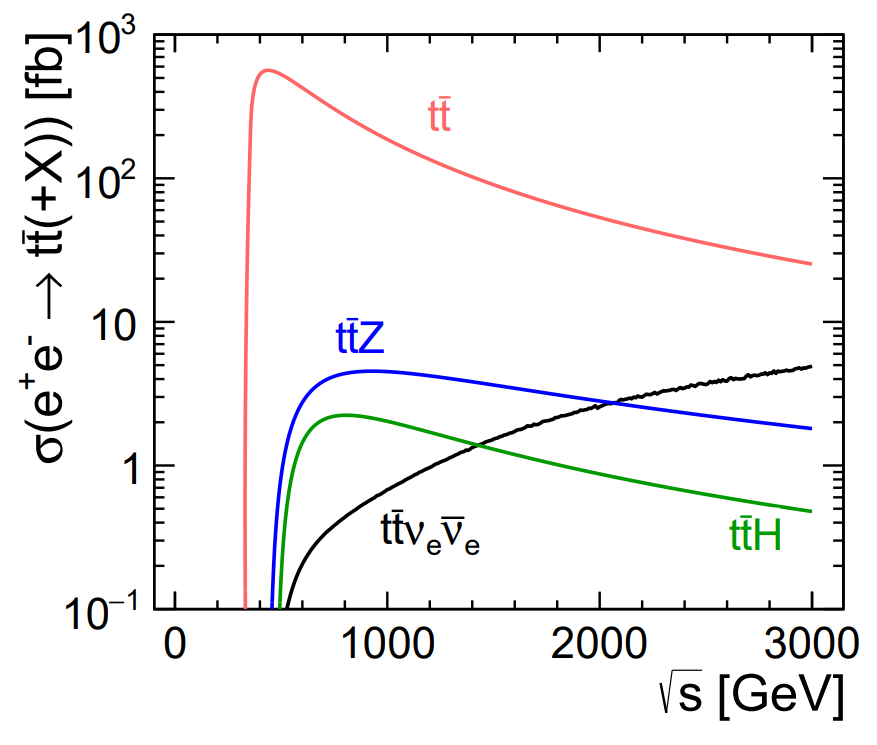 σ(e⁺e⁻ → tt̄(+X)) [fb]
10³
10²
10
1
10⁻¹
tt̄
tt̄Z
tt̄νₑν̄ₑ
tt̄H
0 1000 2000 3000
√s [GeV]